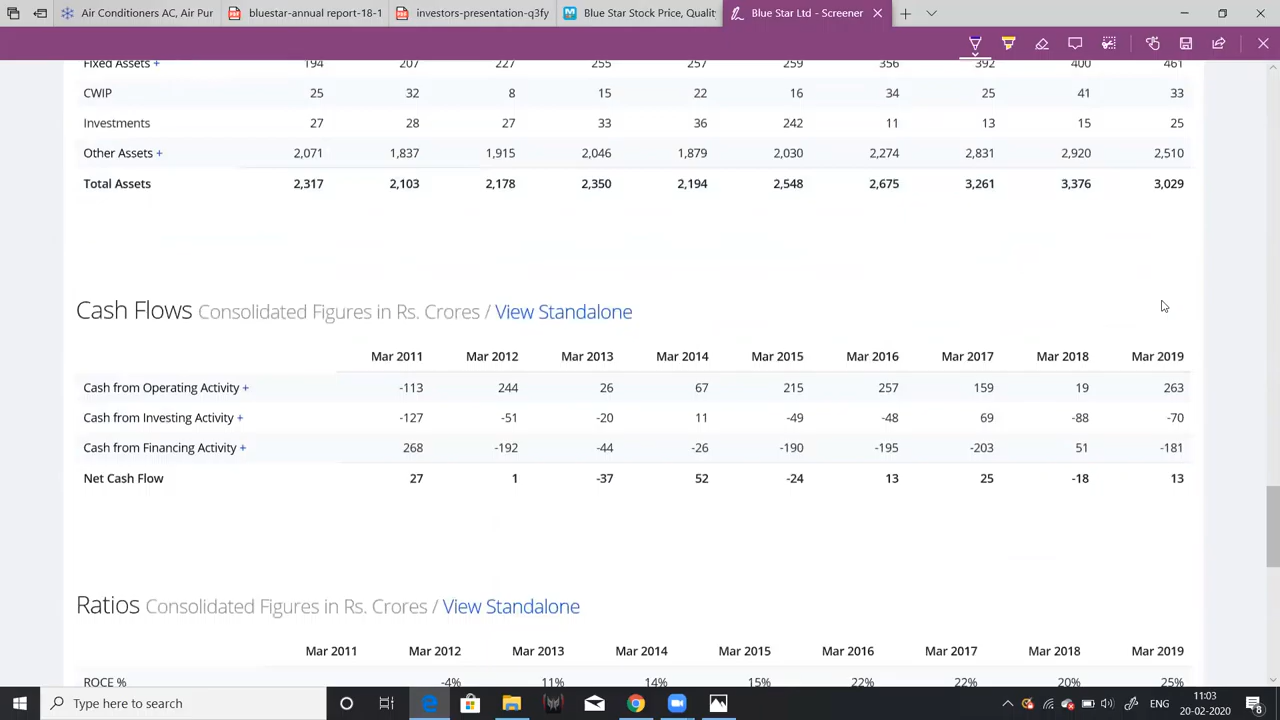 Air Conditioners AC, Air Pur bluestar-annual report-18-1 investors-presentation-q3fy Blue Star Stock Price, Qualit Blue Star Ltd - Screener
Fixed Assets + 194 207 227 255 257 259 356 392 400 461
CWIP 25 32 8 15 22 16 34 25 41 33
Investments 27 28 27 33 36 242 11 13 15 25
Other Assets + 2,071 1,837 1,915 2,046 1,879 2,030 2,274 2,831 2,920 2,510
Total Assets 2,317 2,103 2,178 2,350 2,194 2,548 2,675 3,261 3,376 3,029
Cash Flows Consolidated Figures in Rs. Crores / View Standalone
Mar 2011 Mar 2012 Mar 2013 Mar 2014 Mar 2015 Mar 2016 Mar 2017 Mar 2018 Mar 2019
Cash from Operating Activity + -113 244 26 67 215 257 159 19 263
Cash from Investing Activity + -127 -51 -20 11 -49 -48 69 -88 -70
Cash from Financing Activity + 268 -192 -44 -26 -190 -195 -203 51 -181
Net Cash Flow 27 1 -37 52 -24 13 25 -18 13
Ratios Consolidated Figures in Rs. Crores / View Standalone
Mar 2011 Mar 2012 Mar 2013 Mar 2014 Mar 2015 Mar 2016 Mar 2017 Mar 2018 Mar 2019
ROCE % -4% 11% 14% 15% 22% 22% 20% 25%
Type here to search ENG 11:03
20-02-2020 8